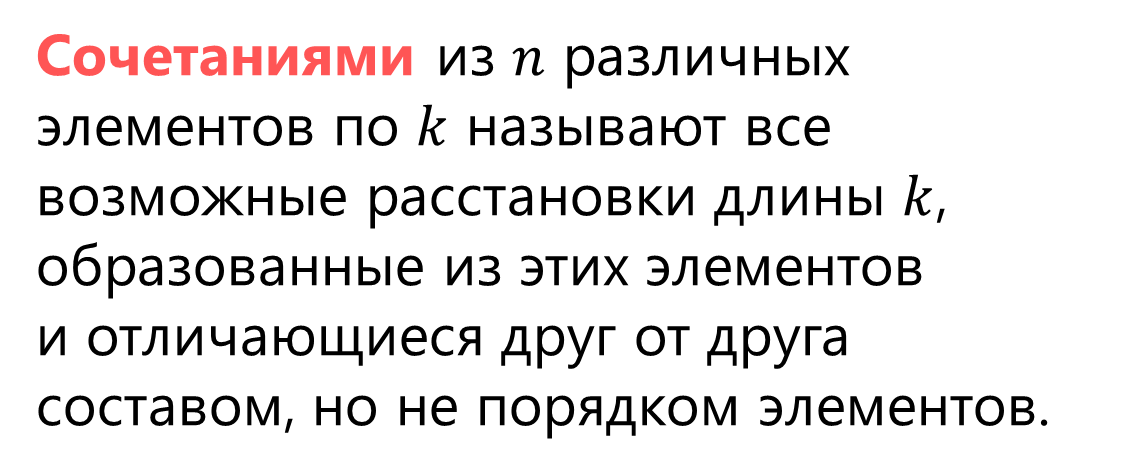 Сочетаниями из n различных
элементов по k называют все
возможные расстановки длины k,
образованные из этих элементов
и отличающиеся друг от друга
составом, но не порядком элементов.